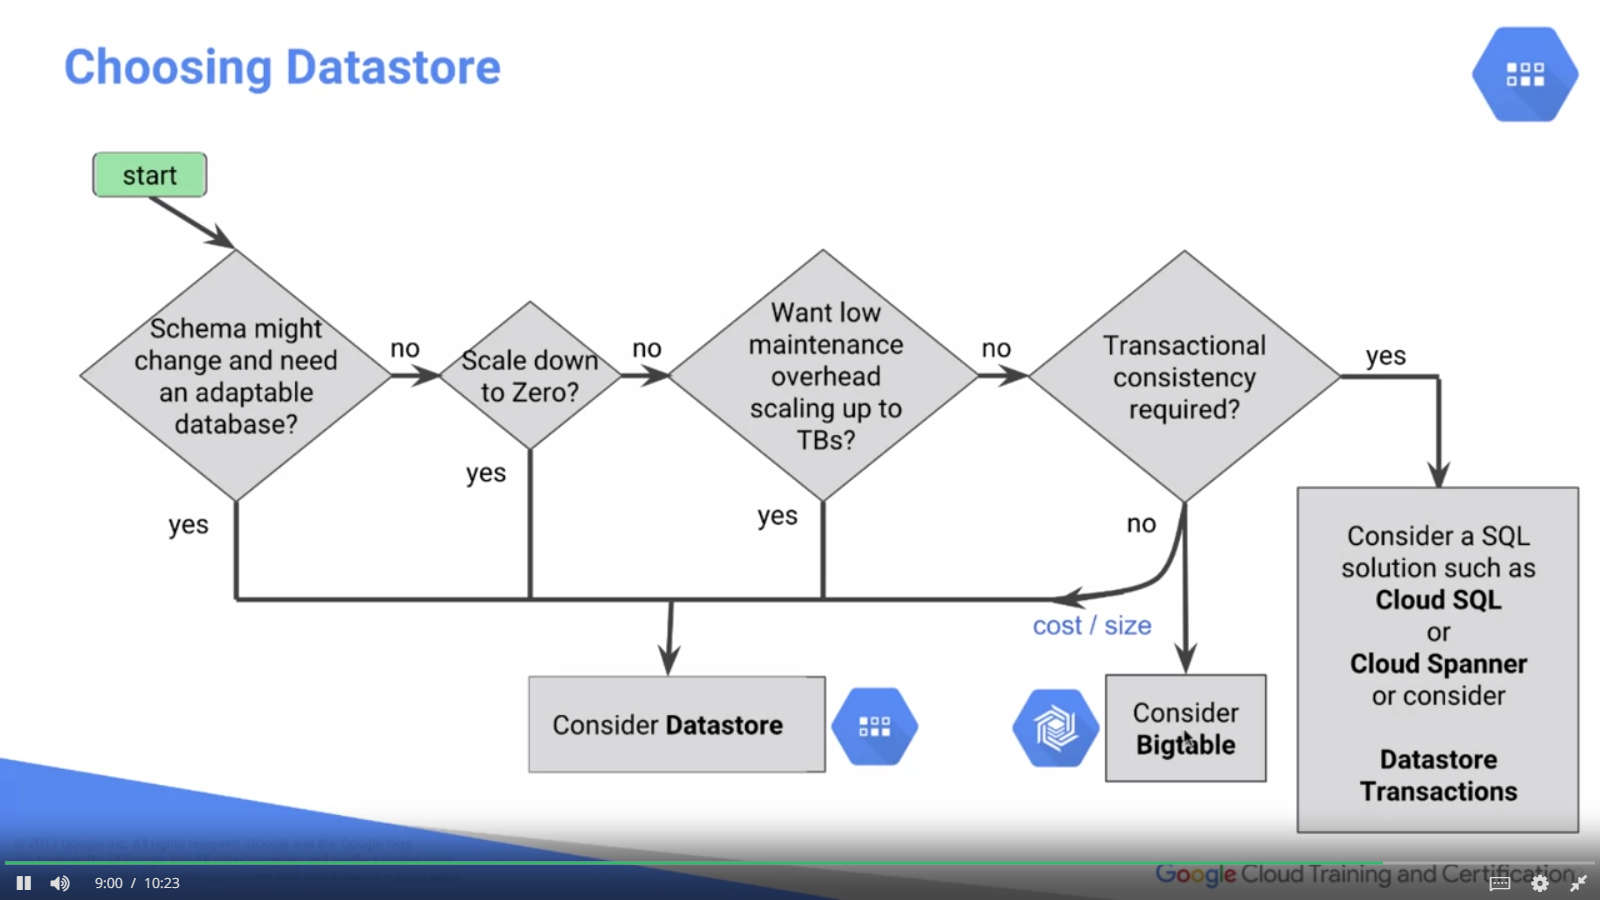 Choosing Datastore
start
Schema might
change and need
an adaptable
database?
no
yes
Scale down
to Zero?
no
yes
Want low
maintenance
overhead
scaling up to
TBs?
no
yes
Transactional
consistency
required?
yes
no
cost / size
Consider Datastore
Consider
Bigtable
Consider a SQL
solution such as
Cloud SQL
or
Cloud Spanner
or consider
Datastore
Transactions
Google Cloud Training and Certification
9:00 / 10:23